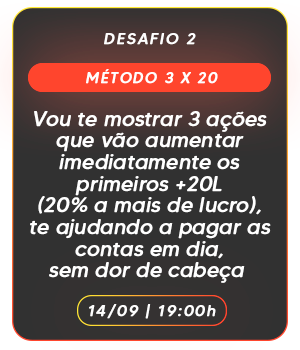 DESAFIO 2
MÉTODO 3 X 20
Vou te mostrar 3 ações
que vão aumentar
imediatamente os
primeiros +20L
(20% a mais de lucro),
te ajudando a pagar as
contas em dia,
sem dor de cabeça
14/09 | 19:00h